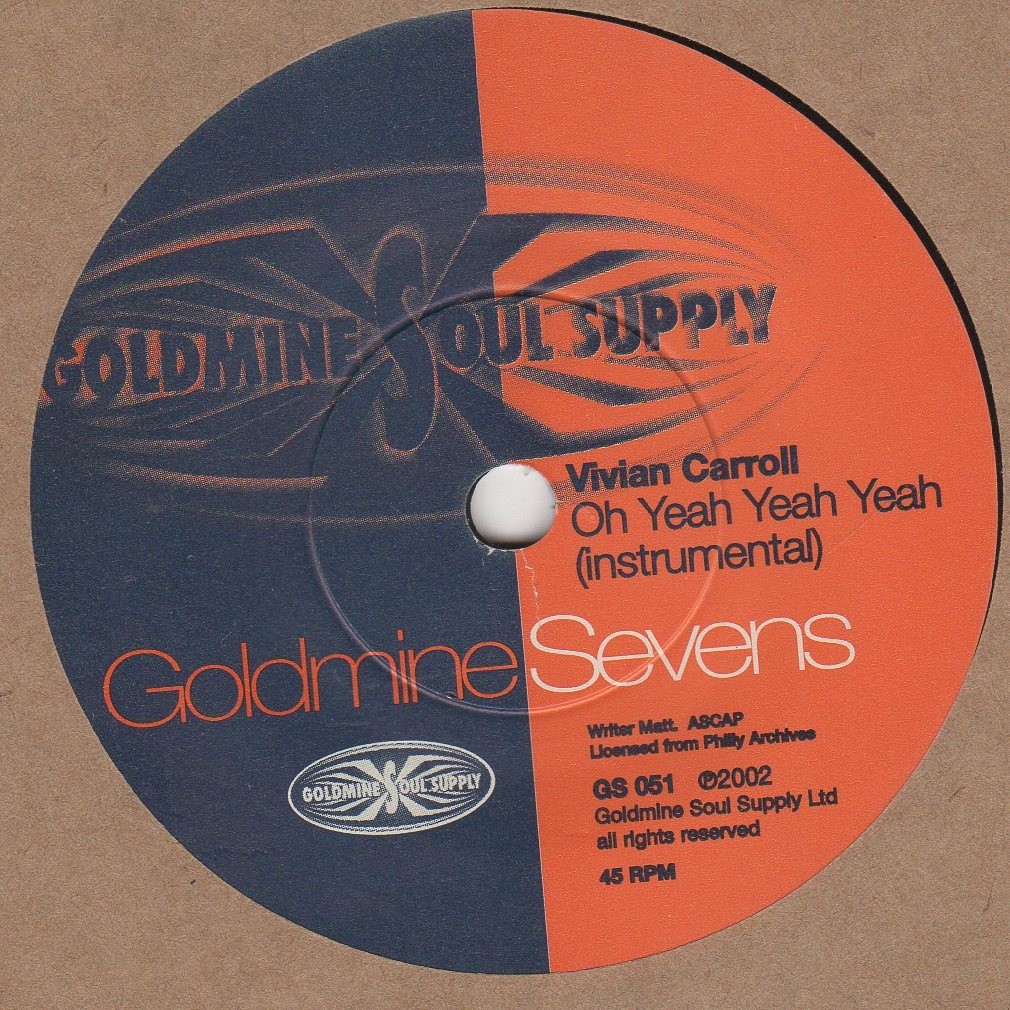 GOLDMINE SOUL SUPPLY
Vivian Carroll
Oh Yeah Yeah Yeah
(instrumental)
Goldmine Sevens
Writer Matt. ASCAP
Licensed from Philly Archives
GOLDMINE SOUL SUPPLY
GS 051 ℗2002
Goldmine Soul Supply Ltd
all rights reserved
45 RPM